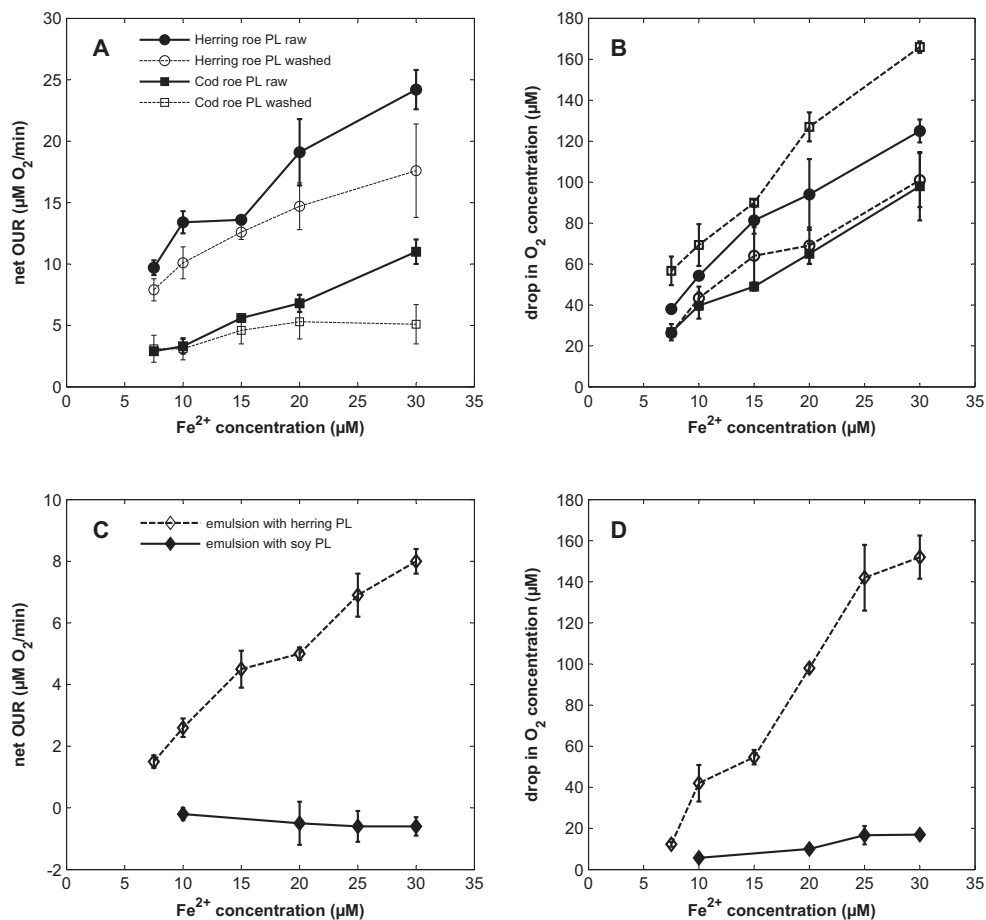 A
Herring roe PL raw
Herring roe PL washed
Cod roe PL raw
Cod roe PL washed
net OUR (µM O2/min)
30
25
20
15
10
5
0
0 5 10 15 20 25 30 35
Fe2+ concentration (µM)
B
drop in O2 concentration (µM)
180
160
140
120
100
80
60
40
20
0
0 5 10 15 20 25 30 35
Fe2+ concentration (µM)
C
emulsion with herring PL
emulsion with soy PL
net OUR (µM O2/min)
10
8
6
4
2
0
-2
0 5 10 15 20 25 30 35
Fe2+ concentration (µM)
D
drop in O2 concentration (µM)
180
160
140
120
100
80
60
40
20
0
0 5 10 15 20 25 30 35
Fe2+ concentration (µM)